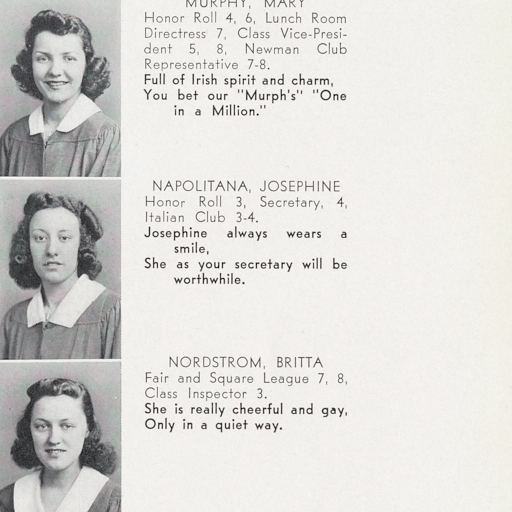 MURPHY, MARY
Honor Roll 4, 6, Lunch Room
Directress 7, Class Vice-Presi-
dent 5, 8, Newman Club
Representative 7-8.
Full of Irish spirit and charm,
You bet our "Murph's" "One
in a Million."
NAPOLITANA, JOSEPHINE
Honor Roll 3, Secretary, 4,
Italian Club 3-4.
Josephine always wears a
smile,
She as your secretary will be
worthwhile.
NORDSTROM, BRITTA
Fair and Square League 7, 8,
Class Inspector 3.
She is really cheerful and gay,
Only in a quiet way.